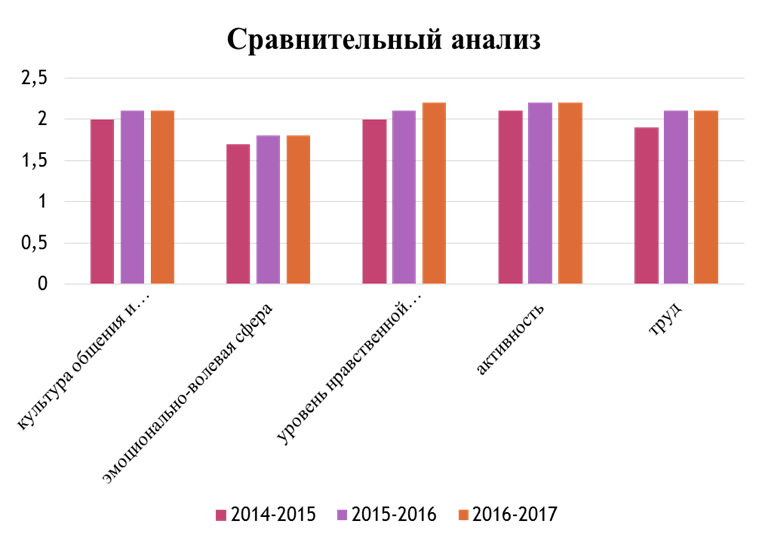 Сравнительный анализ
2,5
2
1,5
1
0,5
0
культура общения и…
эмоционально-волевая сфера
уровень нравственной…
активность
труд
2014-2015 2015-2016 2016-2017